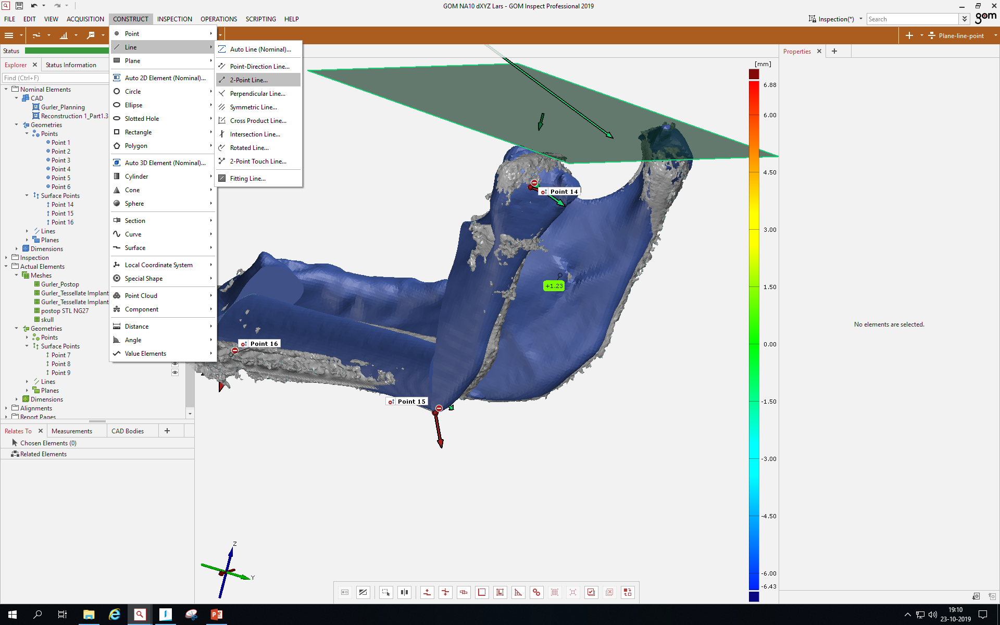 GOM NA10 dXYZ Lars - GOM Inspect Professional 2019
FILE EDIT VIEW ACQUISITION CONSTRUCT INSPECTION OPERATIONS SCRIPTING HELP
Inspection(*)
Search
gom
Plane-line-point
Status
Explorer
Status Information
Find (Ctrl+F)
Nominal Elements
CAD
Gurler_Planning
Reconstruction 1_Part1.3
Geometries
Points
Point 1
Point 2
Point 3
Point 4
Point 5
Point 6
Surface Points
Point 14
Point 15
Point 16
Lines
Planes
Dimensions
Inspection
Actual Elements
Meshes
Gurler_Postop
Gurler_Tessellate Implant
Gurler_Tessellate Implant
postop STL NG27
skull
Geometries
Points
Surface Points
Point 7
Point 8
Point 9
Lines
Planes
Dimensions
Alignments
Report Pages
Relates To
Measurements
CAD Bodies
Chosen Elements (0)
Related Elements
Point
Line
Plane
Auto 2D Element (Nominal)...
Circle
Ellipse
Slotted Hole
Rectangle
Polygon
Auto 3D Element (Nominal)...
Cylinder
Cone
Sphere
Section
Curve
Surface
Local Coordinate System
Special Shape
Point Cloud
Component
Distance
Angle
Value Elements
Auto Line (Nominal)...
Point-Direction Line...
2-Point Line...
Perpendicular Line...
Symmetric Line...
Cross Product Line...
Intersection Line...
Rotated Line...
2-Point Touch Line...
Fitting Line...
Point 14
+1.23
Point 16
Point 15
Z
Y
[mm]
6.88
6.00
4.50
3.00
1.50
0.00
-1.50
-3.00
-4.50
-6.00
-6.43
Properties
No elements are selected.
19:10
23-10-2019